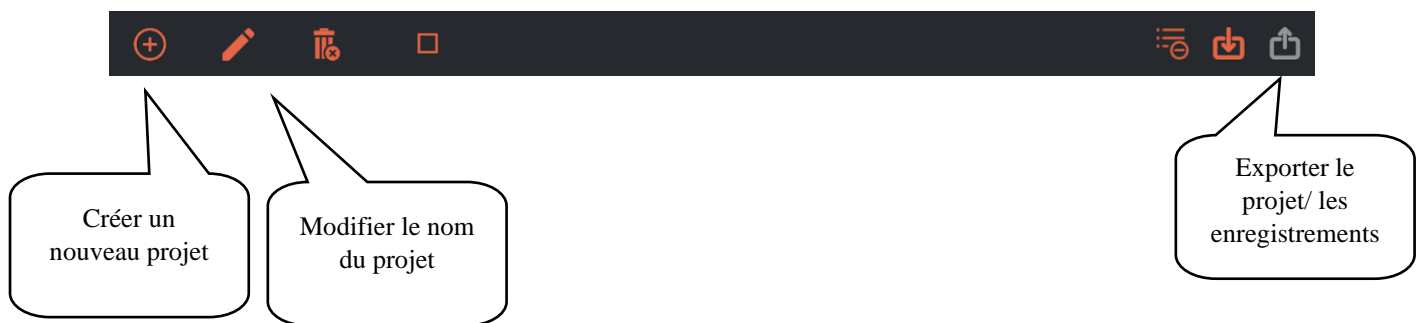 Créer un
nouveau projet
Modifier le nom
du projet
Exporter le
projet/ les
enregistrements